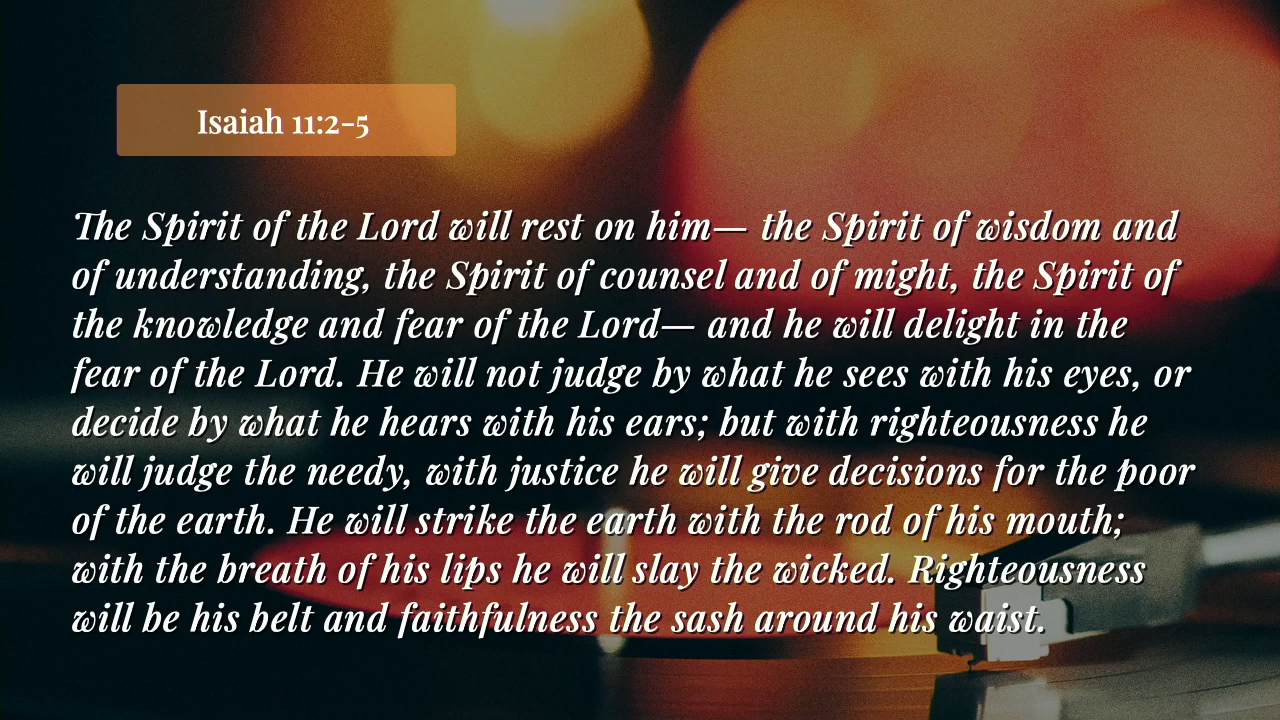 Isaiah 11:2-5
The Spirit of the Lord will rest on him— the Spirit of wisdom and
of understanding, the Spirit of counsel and of might, the Spirit of
the knowledge and fear of the Lord— and he will delight in the
fear of the Lord. He will not judge by what he sees with his eyes, or
decide by what he hears with his ears; but with righteousness he
will judge the needy, with justice he will give decisions for the poor
of the earth. He will strike the earth with the rod of his mouth;
with the breath of his lips he will slay the wicked. Righteousness
will be his belt and faithfulness the sash around his waist.